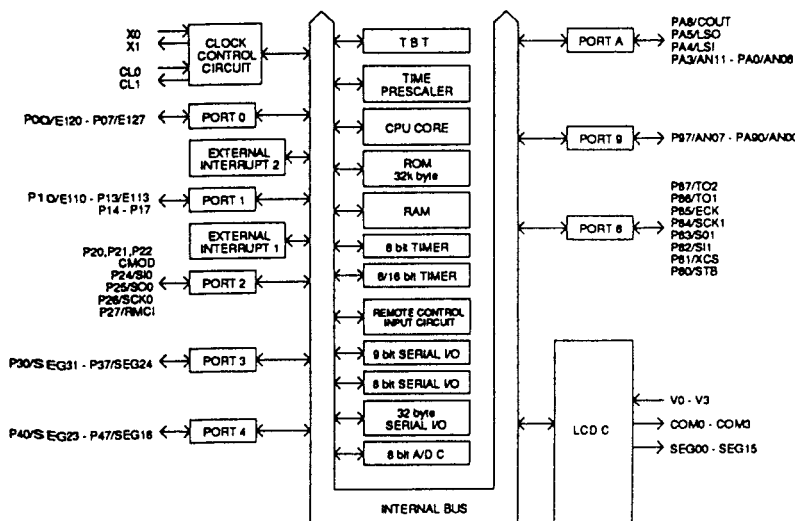 X0
X1
CL0
CL1
CLOCK
CONTROL
CIRCUIT
P00/E120 - P07/E127
PORT 0
EXTERNAL
INTERRUPT 2
P10/E110 - P13/E113
P14 - P17
PORT 1
EXTERNAL
INTERRUPT 1
P20,P21,P22
CMOD
P24/SI0
P25/SO0
P26/SCK0
P27/RMCI
PORT 2
P30/SEG31 - P37/SEG24
PORT 3
P40/SEG23 - P47/SEG16
PORT 4
TBT
TIME
PRESCALER
CPU CORE
ROM
32k byte
RAM
8 bit TIMER
8/16 bit TIMER
REMOTE CONTROL
INPUT CIRCUIT
9 bit SERIAL I/O
8 bit SERIAL I/O
32 byte
SERIAL I/O
8 bit A/D C
INTERNAL BUS
PORT A
PA6/COUT
PA5/LSO
PA4/LSI
PA3/AN11 - PA0/AN08
PORT 9
P97/AN07 - PA90/AN00
PORT 8
P87/TO2
P86/TO1
P85/ECK
P84/SCK1
P83/SO1
P82/SI1
P81/XCS
P80/STB
LCD C
V0 - V3
COM0 - COM3
SEG00 - SEG15